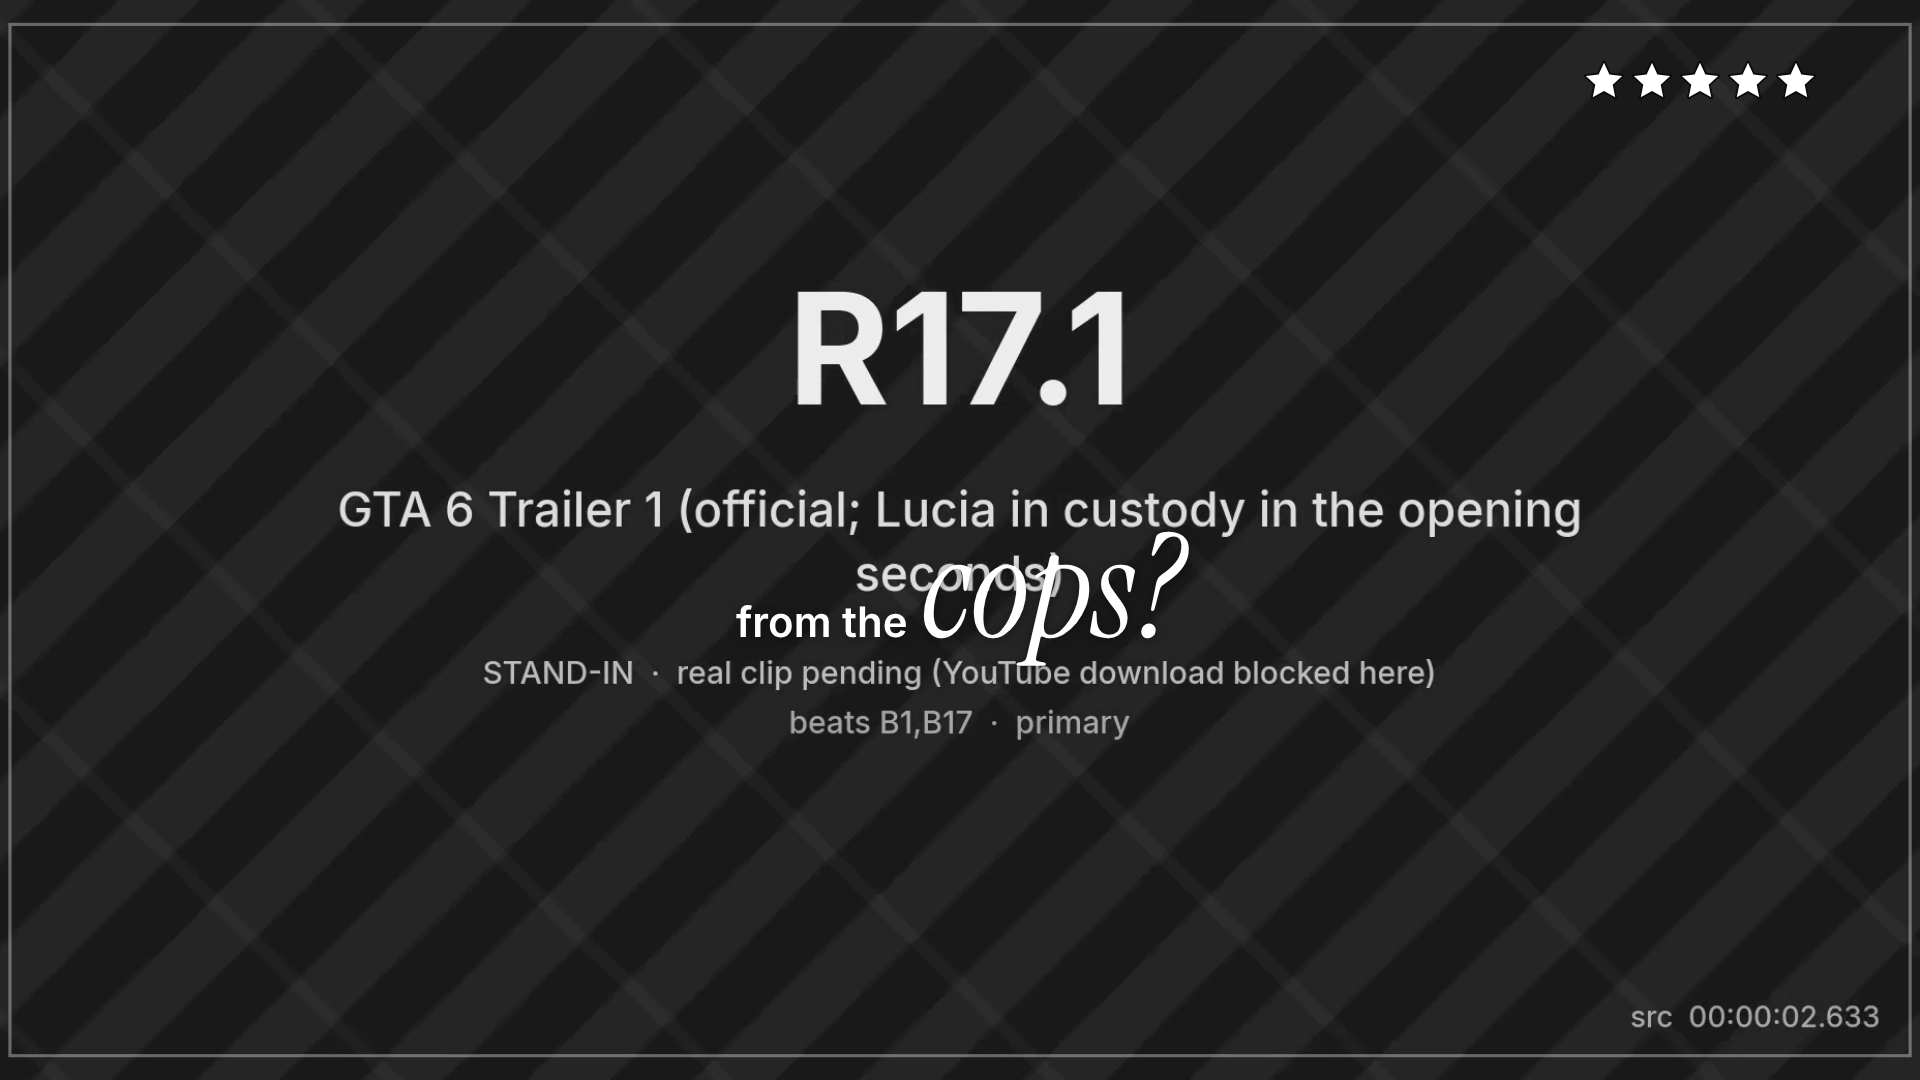 R17.1
GTA 6 Trailer 1 (official; Lucia in custody in the opening
seconds)
from the cops?
STAND-IN · real clip pending (YouTube download blocked here)
beats B1,B17 · primary
src 00:00:02.633